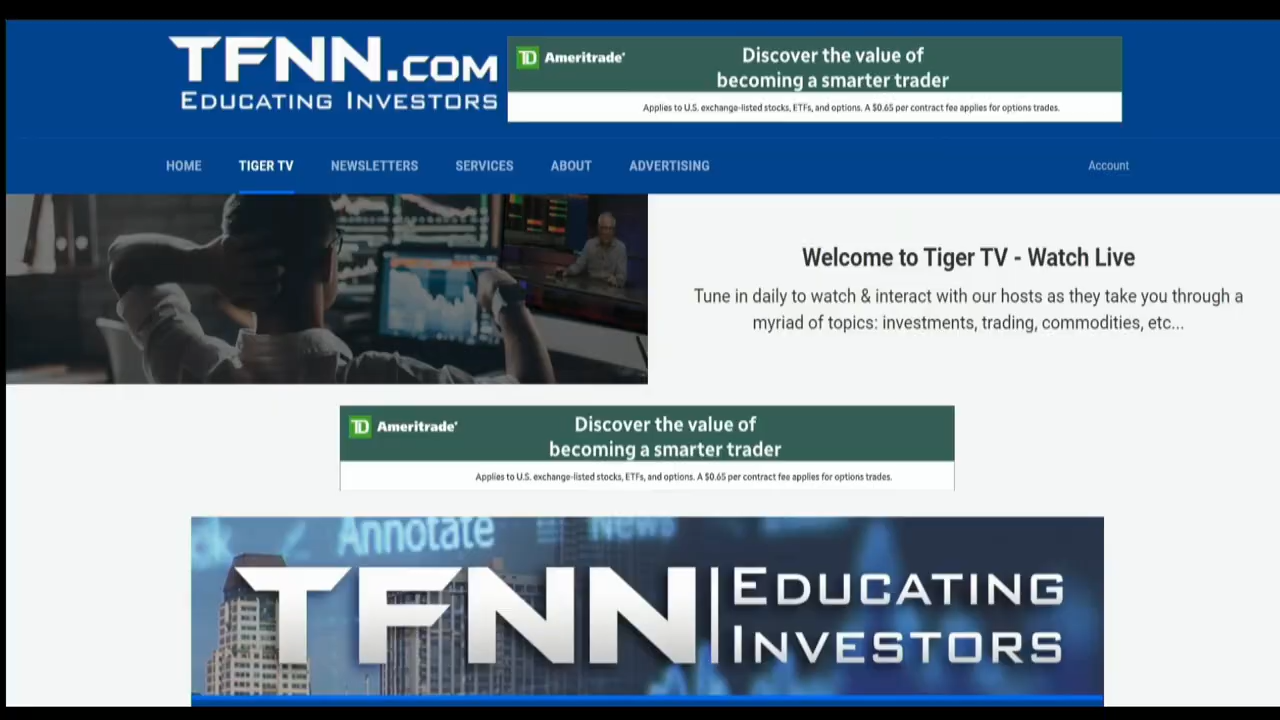 TFNN.COM
EDUCATING INVESTORS
TD Ameritrade®
Discover the value of
becoming a smarter trader
Applies to U.S. exchange-listed stocks, ETFs, and options. A $0.65 per contract fee applies for options trades.
HOME TIGER TV NEWSLETTERS SERVICES ABOUT ADVERTISING Account
Welcome to Tiger TV - Watch Live
Tune in daily to watch & interact with our hosts as they take you through a
myriad of topics: investments, trading, commodities, etc...
TD Ameritrade®
Discover the value of
becoming a smarter trader
Applies to U.S. exchange-listed stocks, ETFs, and options. A $0.65 per contract fee applies for options trades.
Annotate News
TFNN EDUCATING
INVESTORS